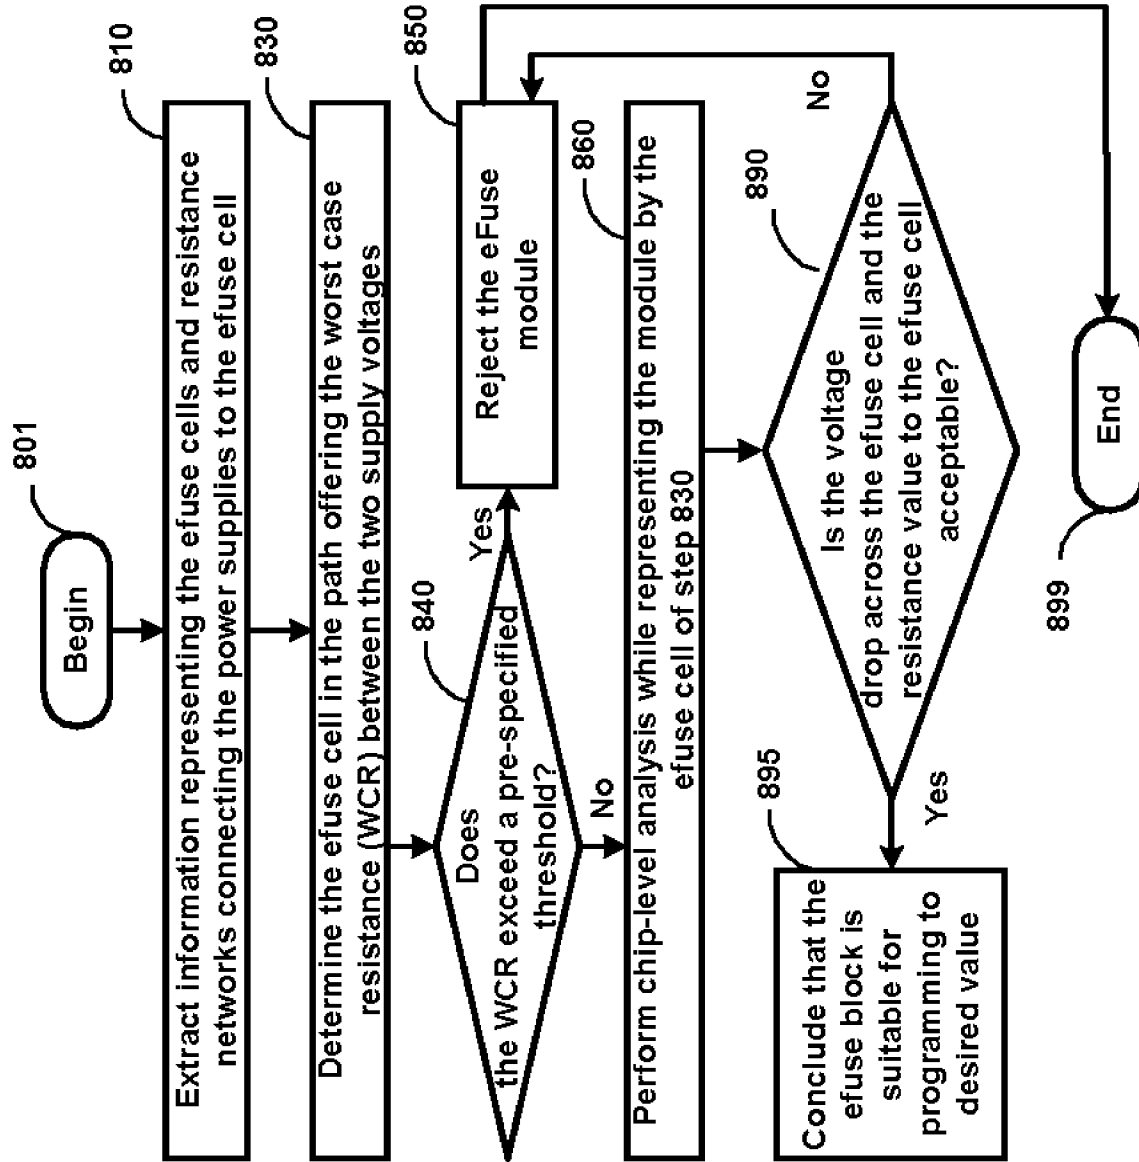 801
Begin
810
Extract information representing the efuse cells and resistance
networks connecting the power supplies to the efuse cell
830
Determine the efuse cell in the path offering the worst case
resistance (WCR) between the two supply voltages
840
Does
the WCR exceed a pre-specified
threshold?
Yes
No
850
Reject the eFuse
module
860
Perform chip-level analysis while representing the module by the
efuse cell of step 830
890
Is the voltage
drop across the efuse cell and the
resistance value to the efuse cell
acceptable?
No
Yes
895
Conclude that the
efuse block is
suitable for
programming to
desired value
899
End